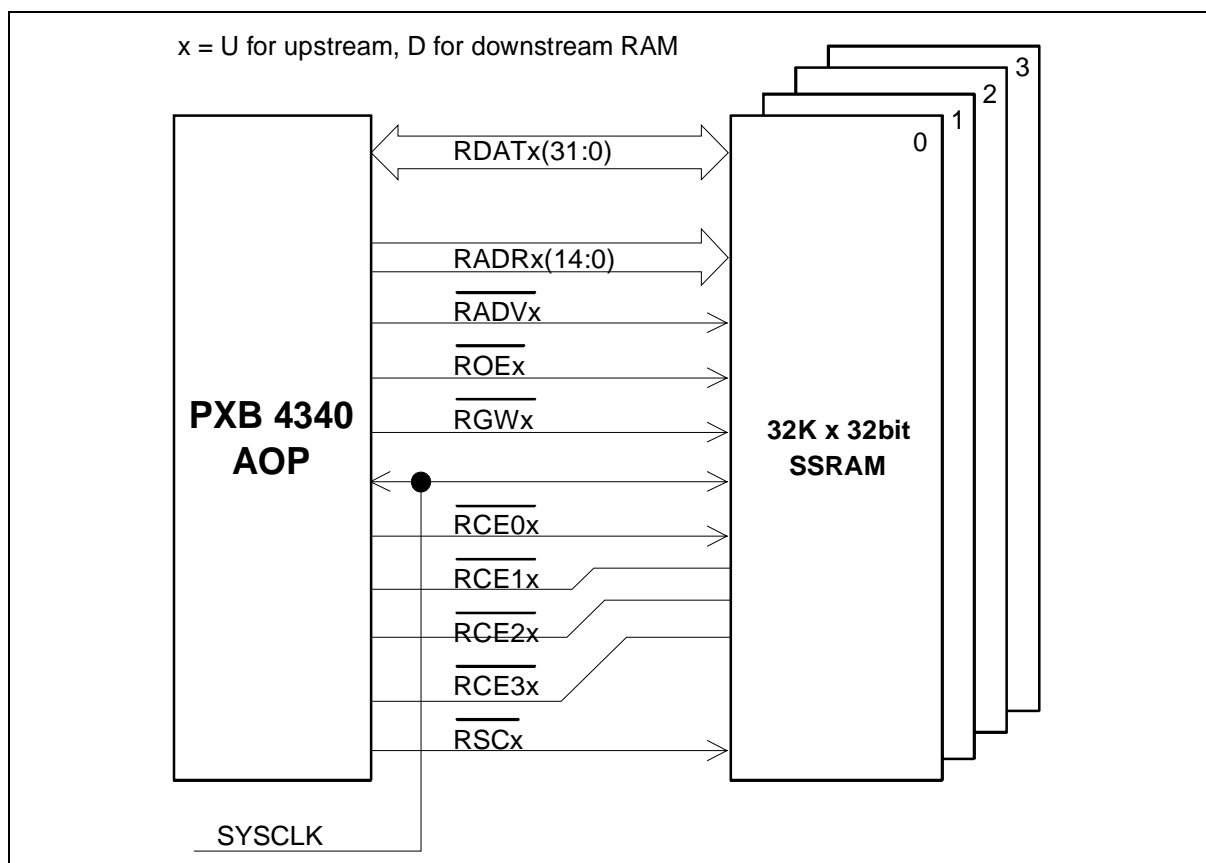 x = U for upstream, D for downstream RAM
3
2
1
0
RDATx(31:0)
RADRx(14:0)
RADVx
ROEx
RGWx
PXB 4340
AOP
32K x 32bit
SSRAM
RCE0x
RCE1x
RCE2x
RCE3x
RSCx
SYSCLK